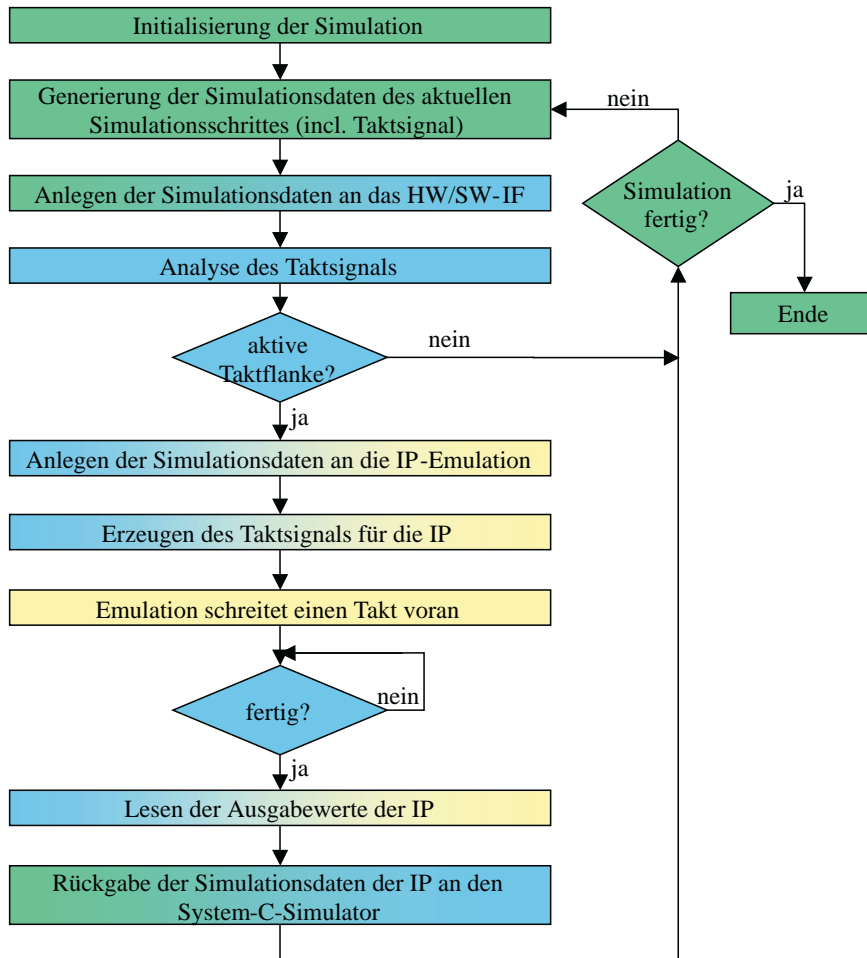 Initialisierung der Simulation
Generierung der Simulationsdaten des aktuellen
Simulationsschrittes (incl. Taktsignal)
nein
Anlegen der Simulationsdaten an das HW/SW-IF
Simulation
fertig?
ja
Analyse des Taktsignals
Ende
aktive
Taktflanke?
nein
ja
Anlegen der Simulationsdaten an die IP-Emulation
Erzeugen des Taktsignals für die IP
Emulation schreitet einen Takt voran
fertig?
nein
ja
Lesen der Ausgabewerte der IP
Rückgabe der Simulationsdaten der IP an den
System-C-Simulator